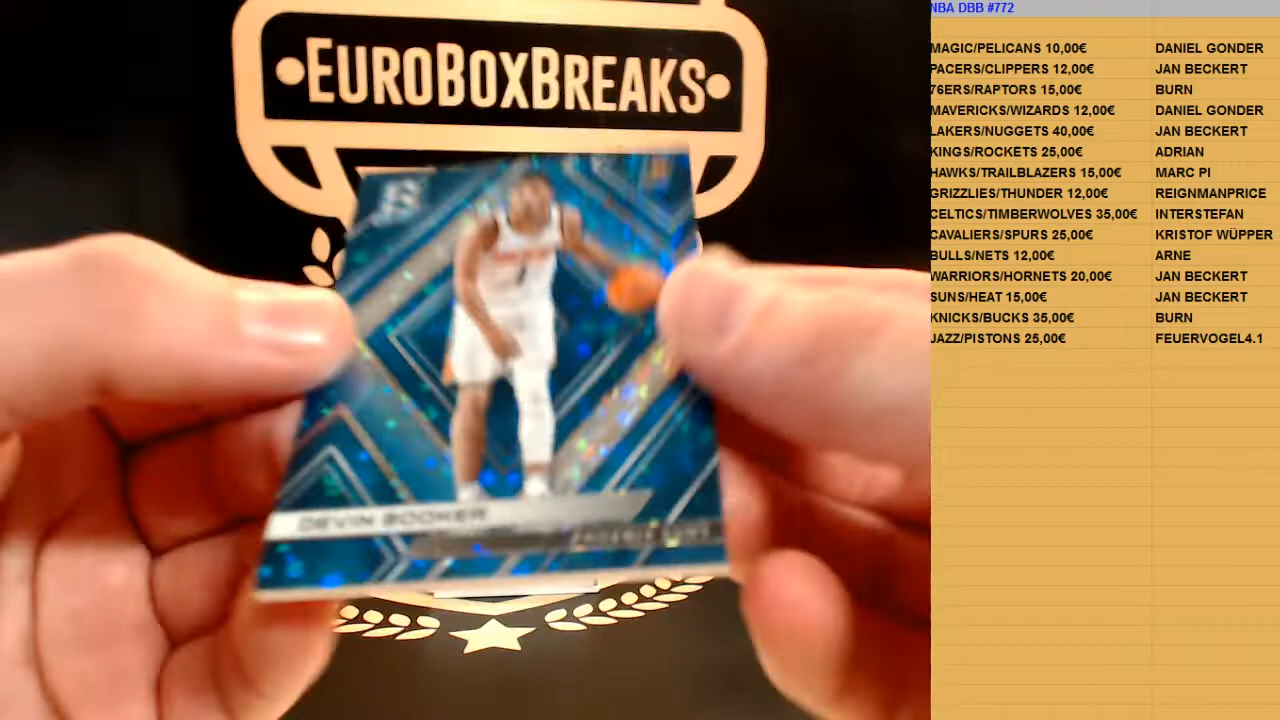 EUROBOXBREAKS
DEVIN BOOKER
PHOENIX SUNS
NBA DBB #772
MAGIC/PELICANS 10,00€ DANIEL GONDER
PACERS/CLIPPERS 12,00€ JAN BECKERT
76ERS/RAPTORS 15,00€ BURN
MAVERICKS/WIZARDS 12,00€ DANIEL GONDER
LAKERS/NUGGETS 40,00€ JAN BECKERT
KINGS/ROCKETS 25,00€ ADRIAN
HAWKS/TRAILBLAZERS 15,00€ MARC PI
GRIZZLIES/THUNDER 12,00€ REIGNMANPRICE
CELTICS/TIMBERWOLVES 35,00€ INTERSTEFAN
CAVALIERS/SPURS 25,00€ KRISTOF WÜPPER
BULLS/NETS 12,00€ ARNE
WARRIORS/HORNETS 20,00€ JAN BECKERT
SUNS/HEAT 15,00€ JAN BECKERT
KNICKS/BUCKS 35,00€ BURN
JAZZ/PISTONS 25,00€ FEUERVOGEL4.1